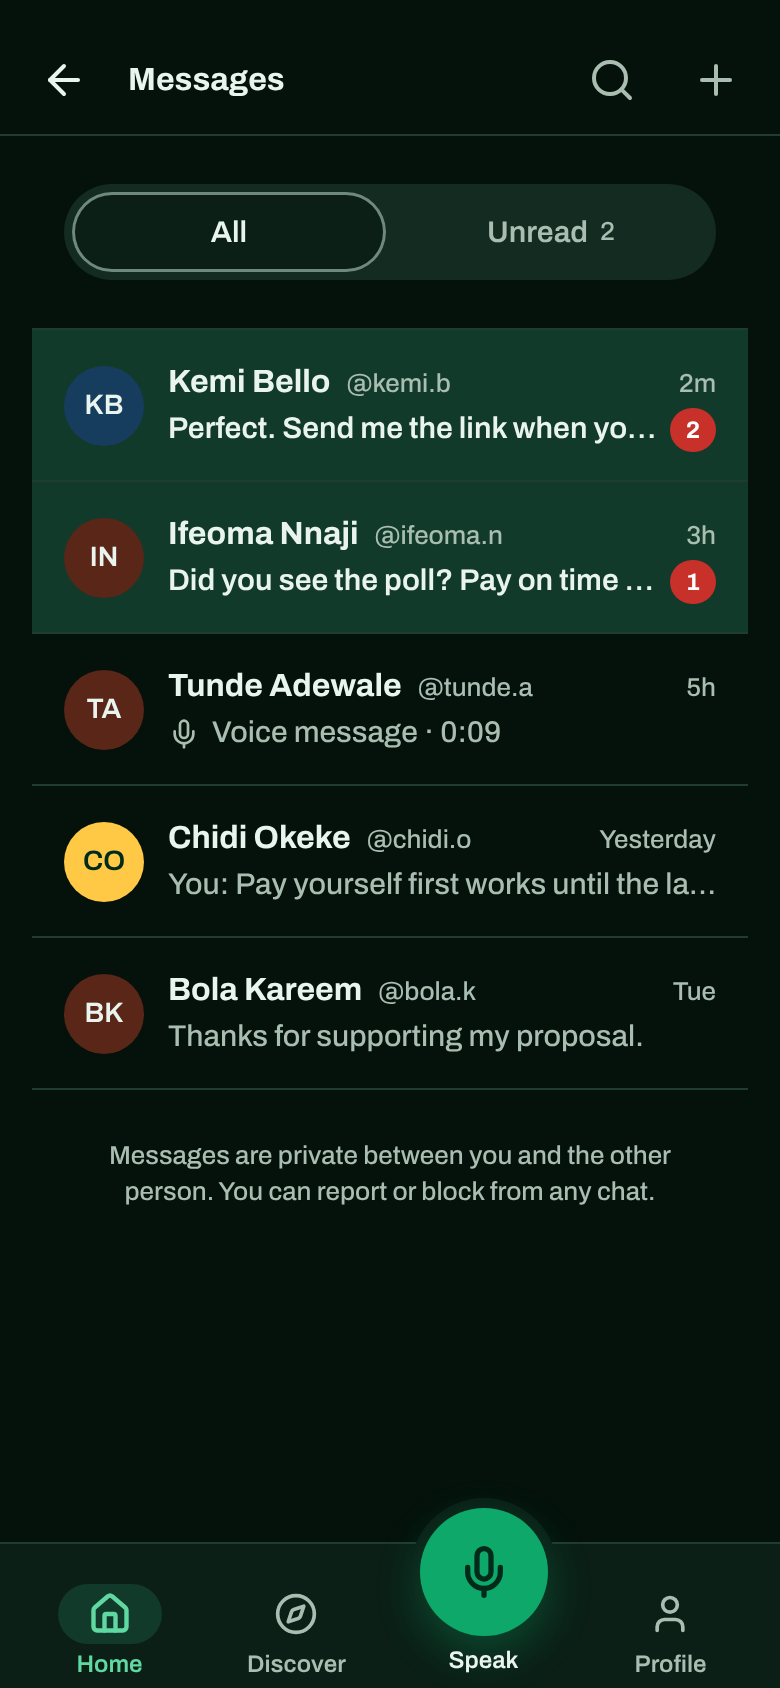 Messages
All
Unread 2
KB
Kemi Bello @kemi.b 2m
Perfect. Send me the link when yo... 2
IN
Ifeoma Nnaji @ifeoma.n 3h
Did you see the poll? Pay on time ... 1
TA
Tunde Adewale @tunde.a 5h
Voice message · 0:09
CO
Chidi Okeke @chidi.o Yesterday
You: Pay yourself first works until the la...
BK
Bola Kareem @bola.k Tue
Thanks for supporting my proposal.
Messages are private between you and the other
person. You can report or block from any chat.
Home
Discover
Speak
Profile